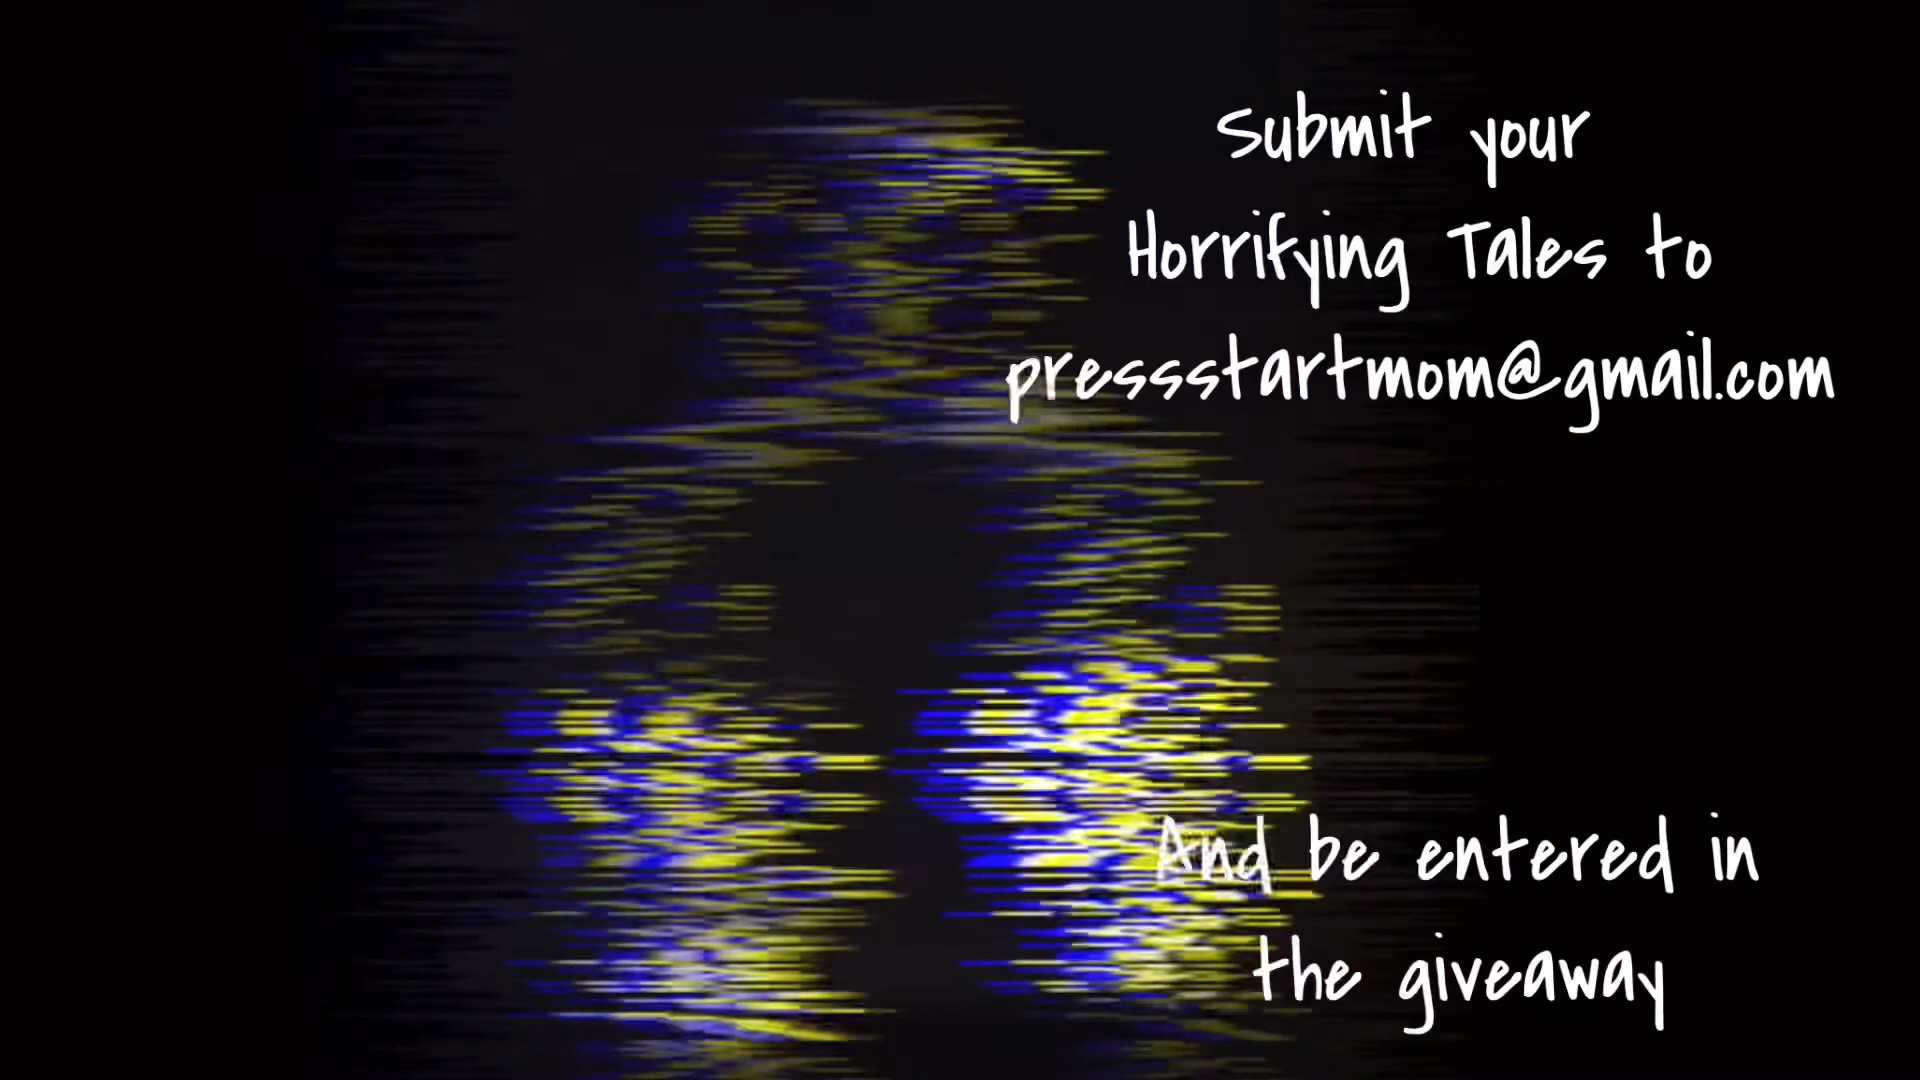 Submit your
Horrifying Tales to
pressstartmom@gmail.com
And be entered in
the giveaway